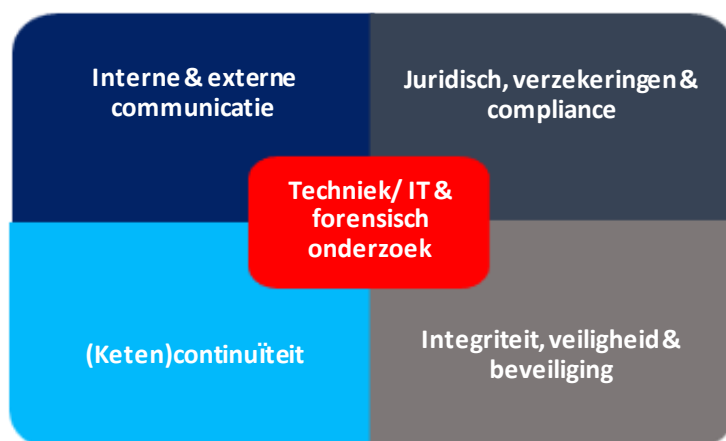 Interne & externe
communicatie
Juridisch, verzekeringen &
compliance
Techniek/ IT &
forensisch
onderzoek
(Keten)continuïteit
Integriteit, veiligheid &
beveiliging